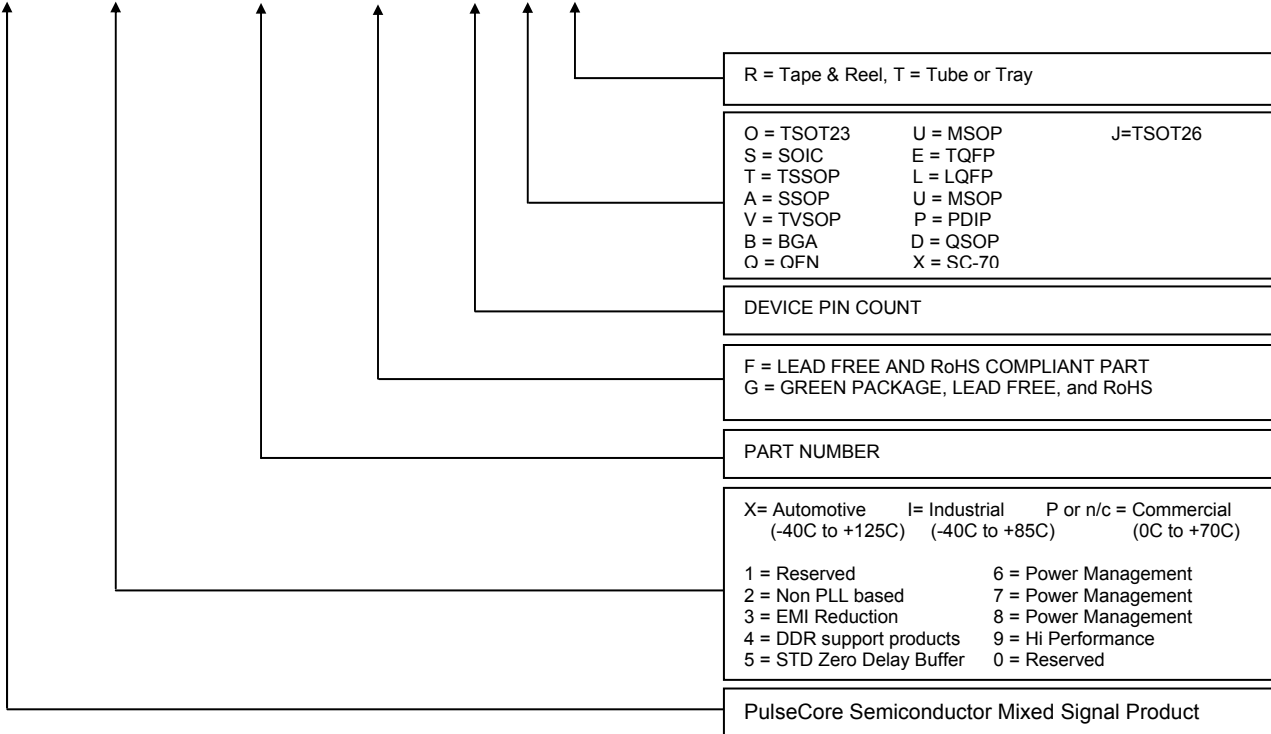 R = Tape & Reel, T = Tube or Tray
O = TSOT23 U = MSOP J=TSOT26
S = SOIC E = TQFP
T = TSSOP L = LQFP
A = SSOP U = MSOP
V = TVSOP P = PDIP
B = BGA D = QSOP
Q = QFN X = SC-70
DEVICE PIN COUNT
F = LEAD FREE AND RoHS COMPLIANT PART
G = GREEN PACKAGE, LEAD FREE, and RoHS
PART NUMBER
X= Automotive I= Industrial P or n/c = Commercial
(-40C to +125C) (-40C to +85C) (0C to +70C)
1 = Reserved 6 = Power Management
2 = Non PLL based 7 = Power Management
3 = EMI Reduction 8 = Power Management
4 = DDR support products 9 = Hi Performance
5 = STD Zero Delay Buffer 0 = Reserved
PulseCore Semiconductor Mixed Signal Product